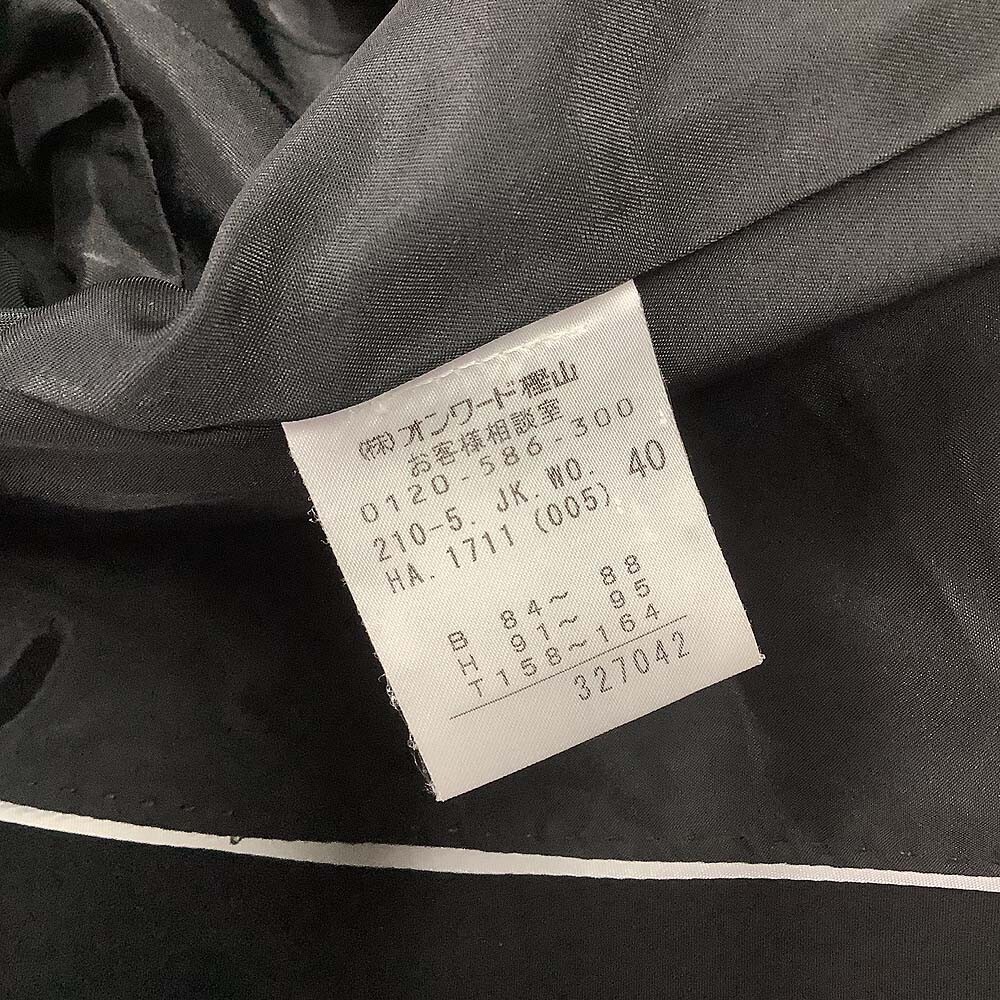 (株)オンワード樫山
お客様相談室
0120-586-300
210-5. JK. WO. 40
HA. 1711 (005)
B 84～ 88
H 91～ 95
T158～164
327042